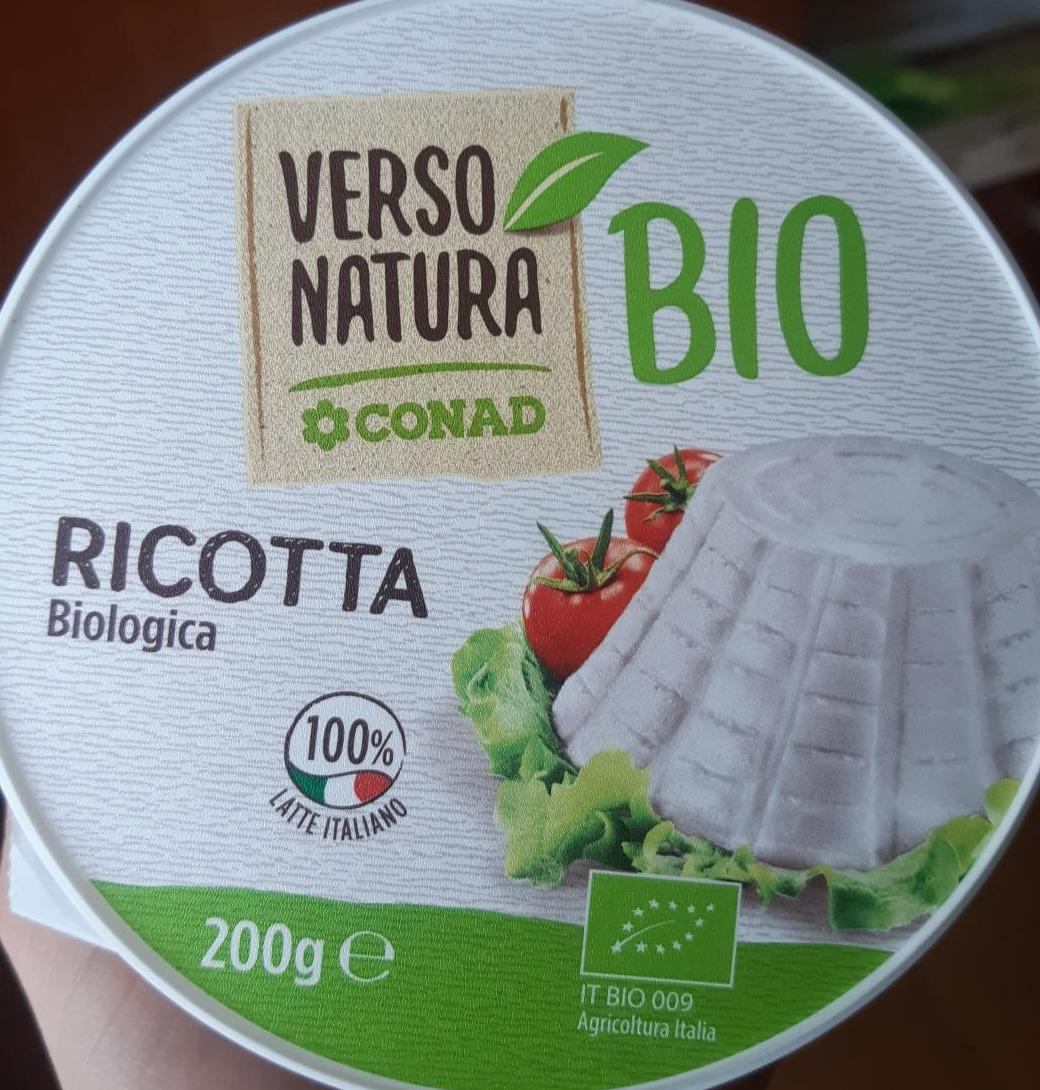 VERSO
NATURA
CONAD
BIO
RICOTTA
Biologica
100%
LATTE ITALIANO
200g ℮
IT BIO 009
Agricoltura Italia